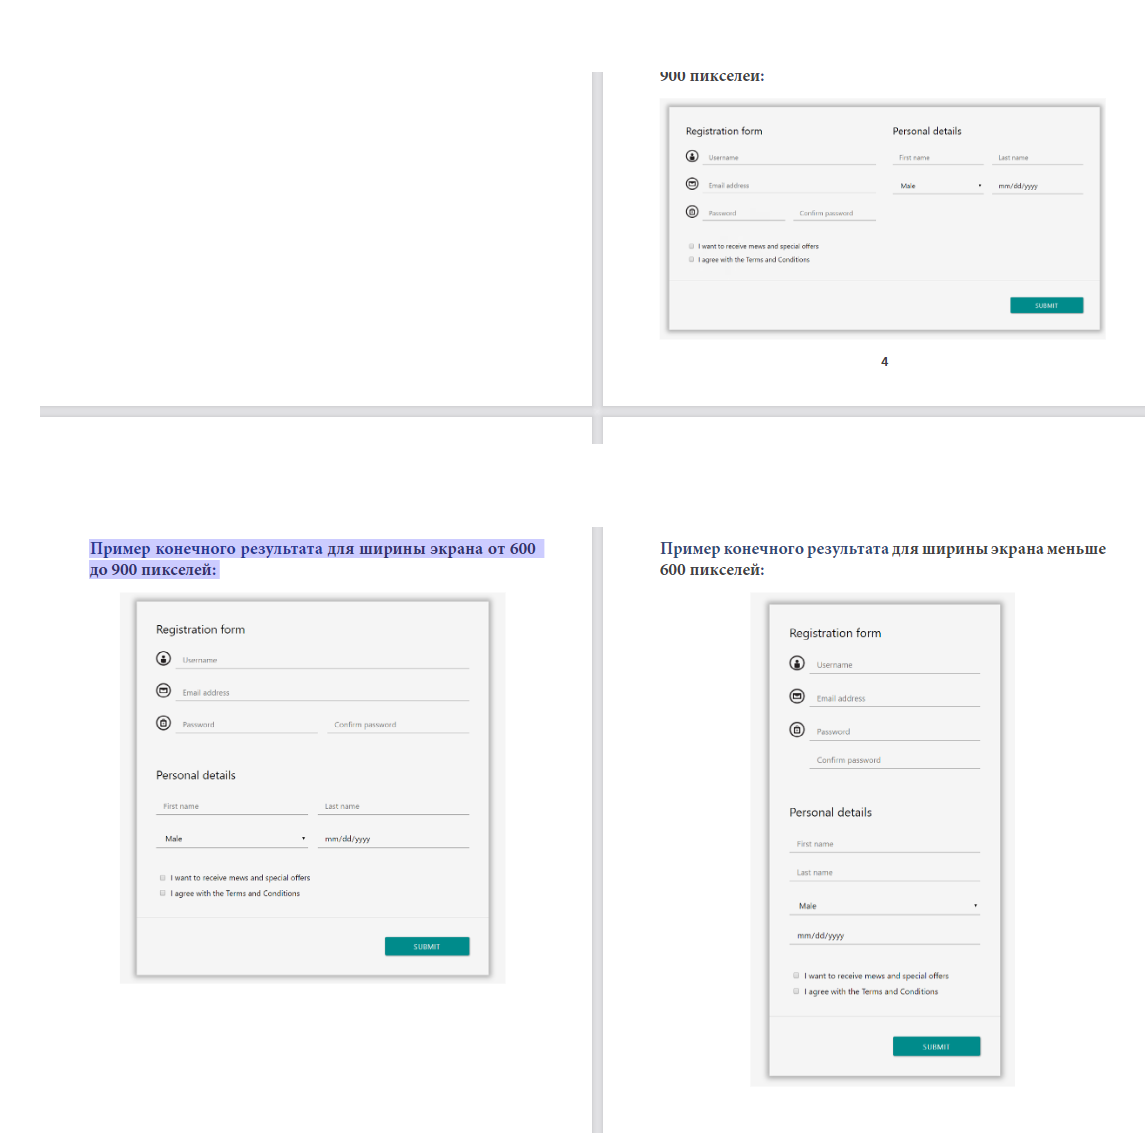 900 пикселей:
Registration form
Username
Email address
Password Confirm password
Personal details
First name Last name
Male mm/dd/yyyy
I want to receive mews and special offers
I agree with the Terms and Conditions
SUBMIT
4
Пример конечного результата для ширины экрана от 600
до 900 пикселей:
Registration form
Username
Email address
Password Confirm password
Personal details
First name Last name
Male mm/dd/yyyy
I want to receive mews and special offers
I agree with the Terms and Conditions
SUBMIT
Пример конечного результата для ширины экрана меньше
600 пикселей:
Registration form
Username
Email address
Password
Confirm password
Personal details
First name
Last name
Male
mm/dd/yyyy
I want to receive mews and special offers
I agree with the Terms and Conditions
SUBMIT